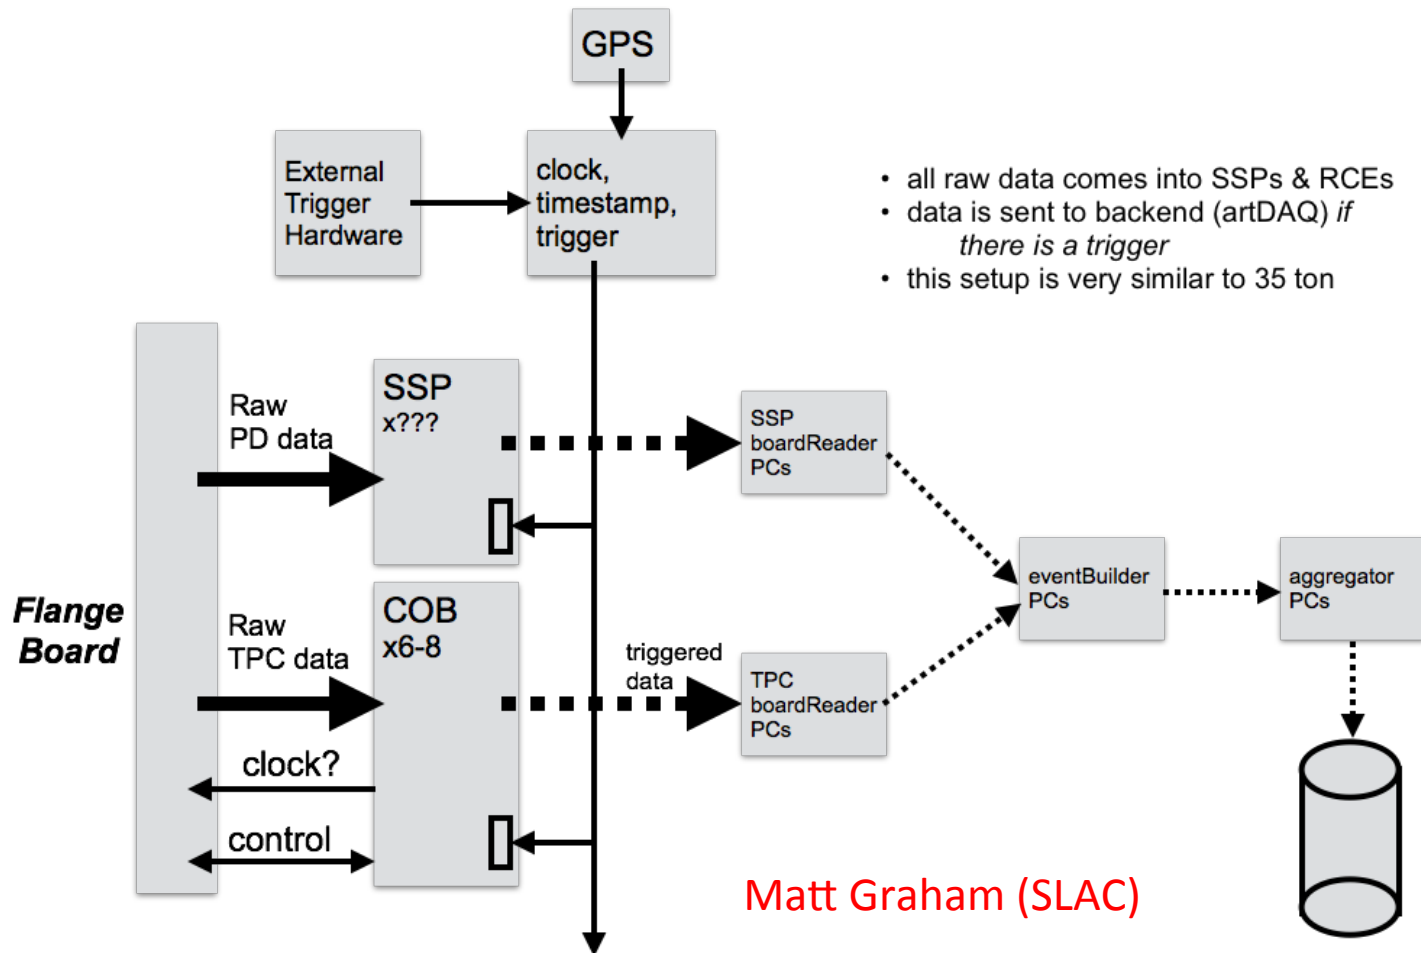 GPS
External
Trigger
Hardware
clock,
timestamp,
trigger
• all raw data comes into SSPs & RCEs
• data is sent to backend (artDAQ) if
there is a trigger
• this setup is very similar to 35 ton
Flange
Board
Raw
PD data
SSP
x???
SSP
boardReader
PCs
Raw
TPC data
COB
x6-8
triggered
data
TPC
boardReader
PCs
eventBuilder
PCs
aggregator
PCs
clock?
control
Matt Graham (SLAC)